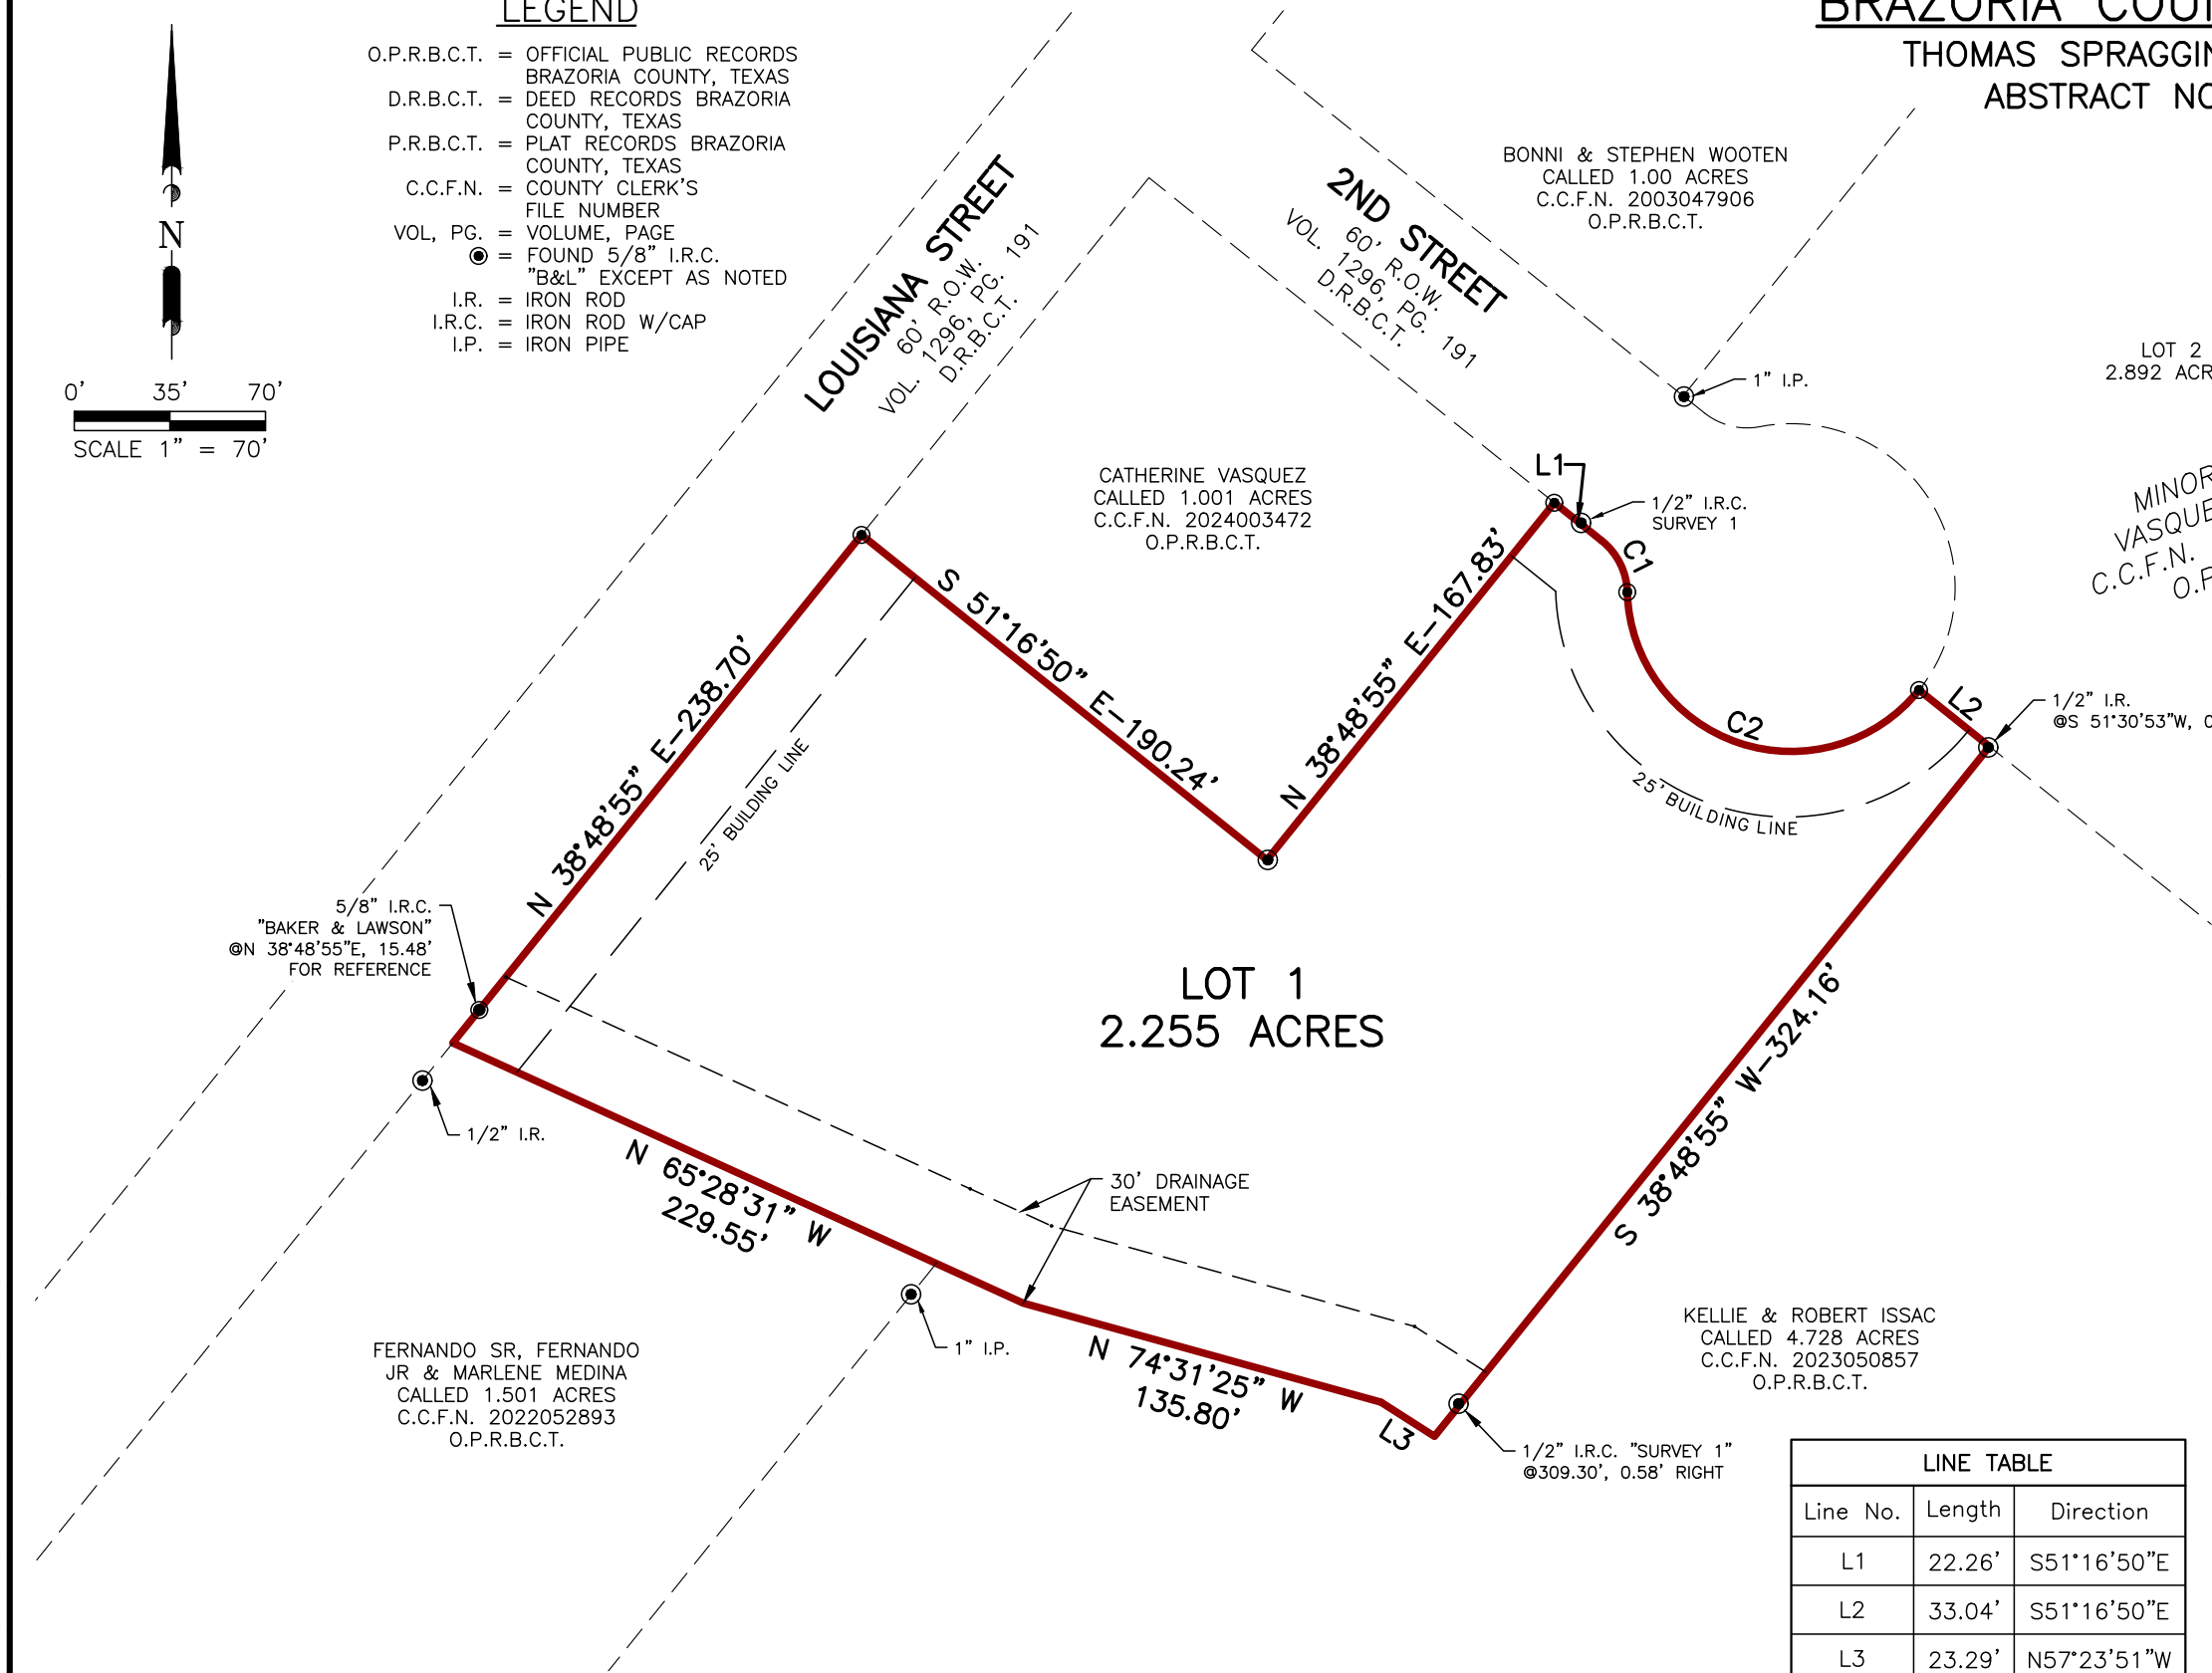 LEGEND
O.P.R.B.C.T. = OFFICIAL PUBLIC RECORDS
BRAZORIA COUNTY, TEXAS
D.R.B.C.T. = DEED RECORDS BRAZORIA
COUNTY, TEXAS
P.R.B.C.T. = PLAT RECORDS BRAZORIA
COUNTY, TEXAS
C.C.F.N. = COUNTY CLERK'S
FILE NUMBER
VOL, PG. = VOLUME, PAGE
= FOUND 5/8" I.R.C.
"B&L" EXCEPT AS NOTED
I.R. = IRON ROD
I.R.C. = IRON ROD W/CAP
I.P. = IRON PIPE
N
0' 35' 70'
SCALE 1" = 70'
BRAZORIA COUN
THOMAS SPRAGGIN
ABSTRACT NO
LOUISIANA STREET
60' R.O.W.
VOL. 1296, PG. 191
D.R.B.C.T.
2ND STREET
60' R.O.W.
VOL. 1296, PG. 191
D.R.B.C.T.
BONNI & STEPHEN WOOTEN
CALLED 1.00 ACRES
C.C.F.N. 2003047906
O.P.R.B.C.T.
LOT 2
2.892 ACR
1" I.P.
MINOR
VASQUE
C.C.F.N.
O.P
CATHERINE VASQUEZ
CALLED 1.001 ACRES
C.C.F.N. 2024003472
O.P.R.B.C.T.
L1
1/2" I.R.C.
SURVEY 1
C1
C2
L2
1/2" I.R.
@S 51°30'53"W, 0
25' BUILDING LINE
N 38°48'55" E-238.70'
S 51°16'50" E-190.24'
N 38°48'55" E-167.83'
25' BUILDING LINE
5/8" I.R.C.
"BAKER & LAWSON"
@N 38°48'55"E, 15.48'
FOR REFERENCE
LOT 1
2.255 ACRES
S 38°48'55" W-324.16'
1/2" I.R.
N 65°28'31" W
229.55'
30' DRAINAGE
EASEMENT
1" I.P.
N 74°31'25" W
135.80'
L3
FERNANDO SR, FERNANDO
JR & MARLENE MEDINA
CALLED 1.501 ACRES
C.C.F.N. 2022052893
O.P.R.B.C.T.
KELLIE & ROBERT ISSAC
CALLED 4.728 ACRES
C.C.F.N. 2023050857
O.P.R.B.C.T.
1/2" I.R.C. "SURVEY 1"
@309.30', 0.58' RIGHT
LINE TABLE
Line No. Length Direction
L1 22.26' S51°16'50"E
L2 33.04' S51°16'50"E
L3 23.29' N57°23'51"W